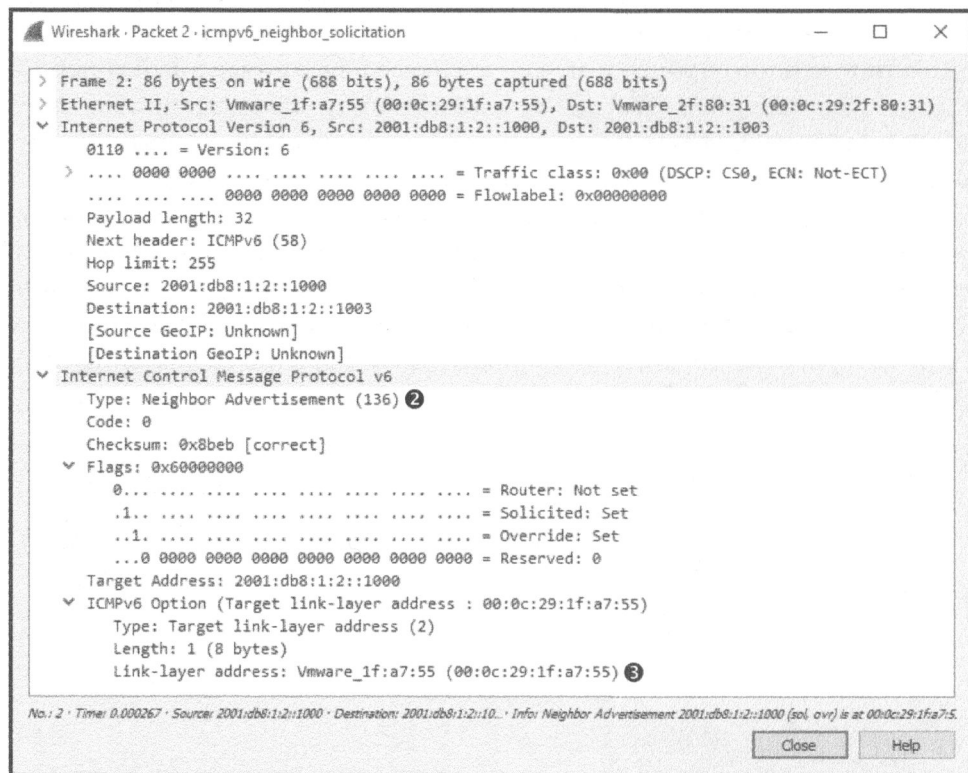 Wireshark · Packet 2 · icmpv6_neighbor_solicitation
> Frame 2: 86 bytes on wire (688 bits), 86 bytes captured (688 bits)
> Ethernet II, Src: Vmware_1f:a7:55 (00:0c:29:1f:a7:55), Dst: Vmware_2f:80:31 (00:0c:29:2f:80:31)
Internet Protocol Version 6, Src: 2001:db8:1:2::1000, Dst: 2001:db8:1:2::1003
0110 .... = Version: 6
> .... 0000 0000 .... .... .... .... .... = Traffic class: 0x00 (DSCP: CS0, ECN: Not-ECT)
.... .... .... 0000 0000 0000 0000 0000 = Flowlabel: 0x00000000
Payload length: 32
Next header: ICMPv6 (58)
Hop limit: 255
Source: 2001:db8:1:2::1000
Destination: 2001:db8:1:2::1003
[Source GeoIP: Unknown]
[Destination GeoIP: Unknown]
Internet Control Message Protocol v6
Type: Neighbor Advertisement (136) ❷
Code: 0
Checksum: 0x8beb [correct]
Flags: 0x60000000
0... .... .... .... .... .... .... .... = Router: Not set
.1.. .... .... .... .... .... .... .... = Solicited: Set
..1. .... .... .... .... .... .... .... = Override: Set
...0 0000 0000 0000 0000 0000 0000 0000 = Reserved: 0
Target Address: 2001:db8:1:2::1000
ICMPv6 Option (Target link-layer address : 00:0c:29:1f:a7:55)
Type: Target link-layer address (2)
Length: 1 (8 bytes)
Link-layer address: Vmware_1f:a7:55 (00:0c:29:1f:a7:55) ❸
No.: 2 · Time: 0.000267 · Source: 2001:db8:1:2::1000 · Destination: 2001:db8:1:2::10... · Info: Neighbor Advertisement 2001:db8:1:2::1000 (sol, ovr) is at 00:0c:29:1f:a7:5.
Close Help